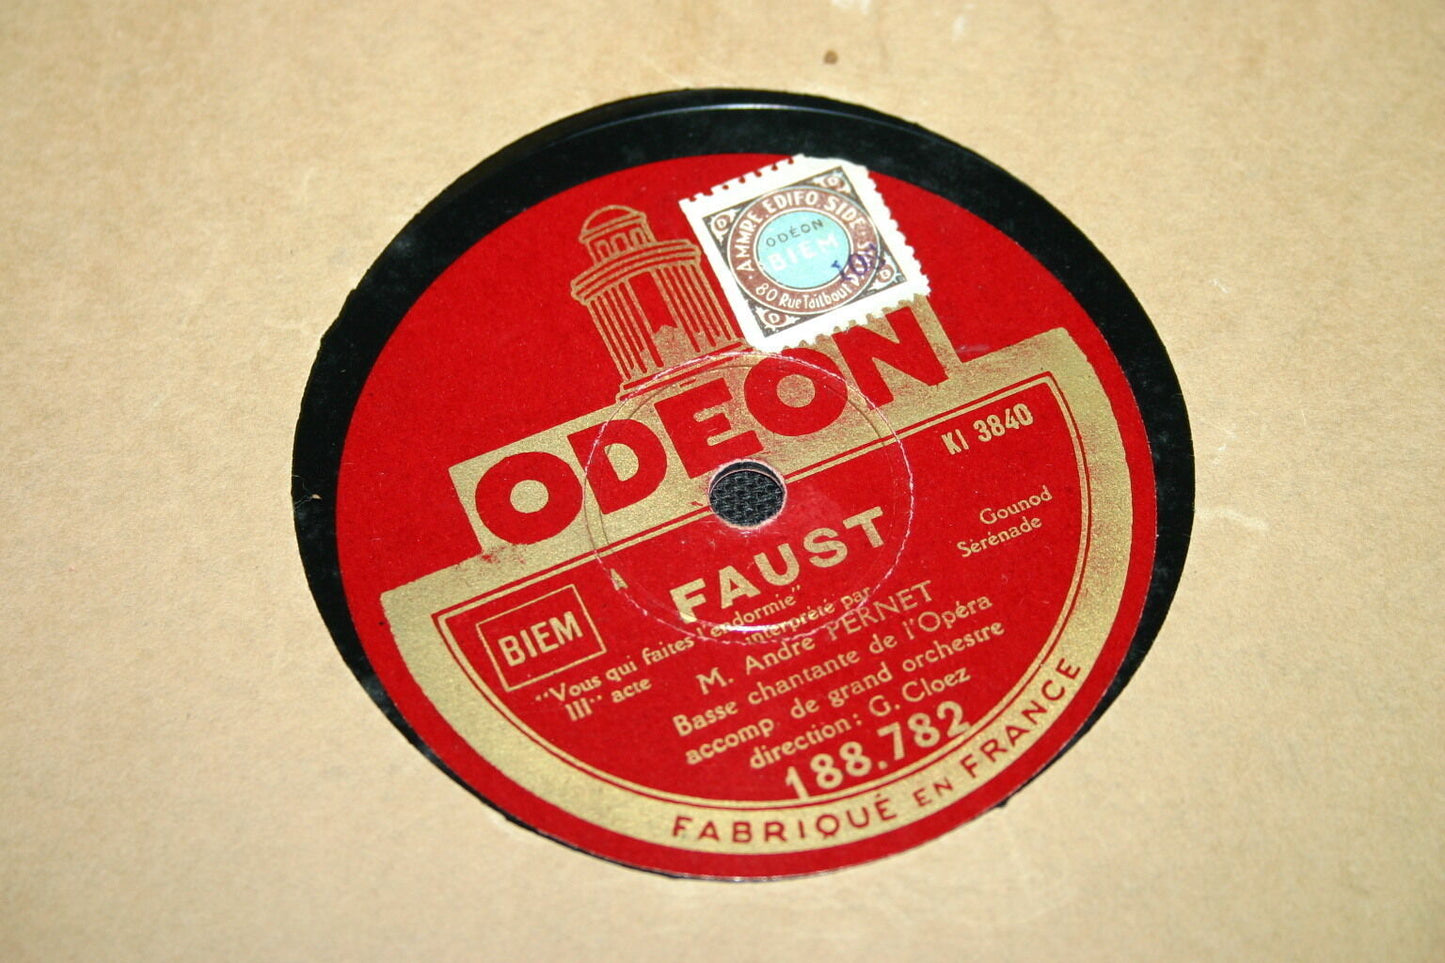 AMMRE. EDIFO. SIDE
ODÉON
BIEM
80 Rue Taitbout
ODEON
KI 3840
A
FAUST
Gounod
Sérénade
BIEM
"Vous qui faites l'endormie"
III" acte
interprété par
M. André PERNET
Basse chantante de l'Opéra
accomp. de grand orchestre
direction: G. Cloez
188.782
FABRIQUÉ EN FRANCE